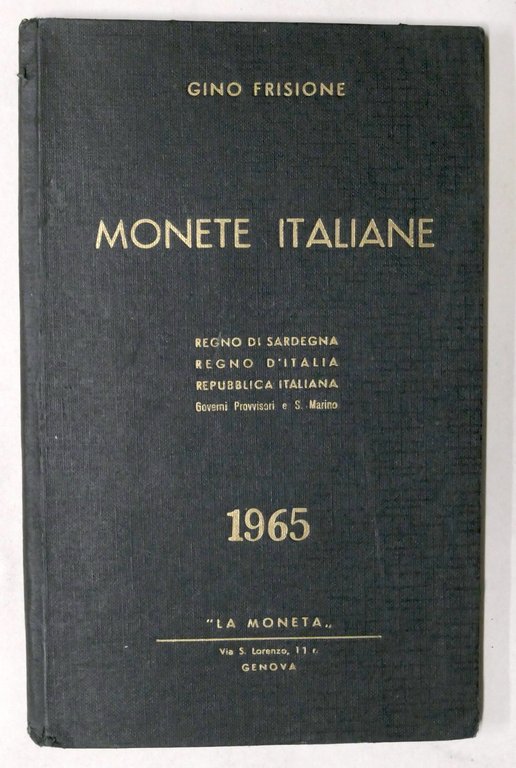 GINO FRISIONE
MONETE ITALIANE
REGNO DI SARDEGNA
REGNO D'ITALIA
REPUBBLICA ITALIANA
Governi Provvisori e S. Marino
1965
"LA MONETA„
Via S. Lorenzo, 11 r.
GENOVA